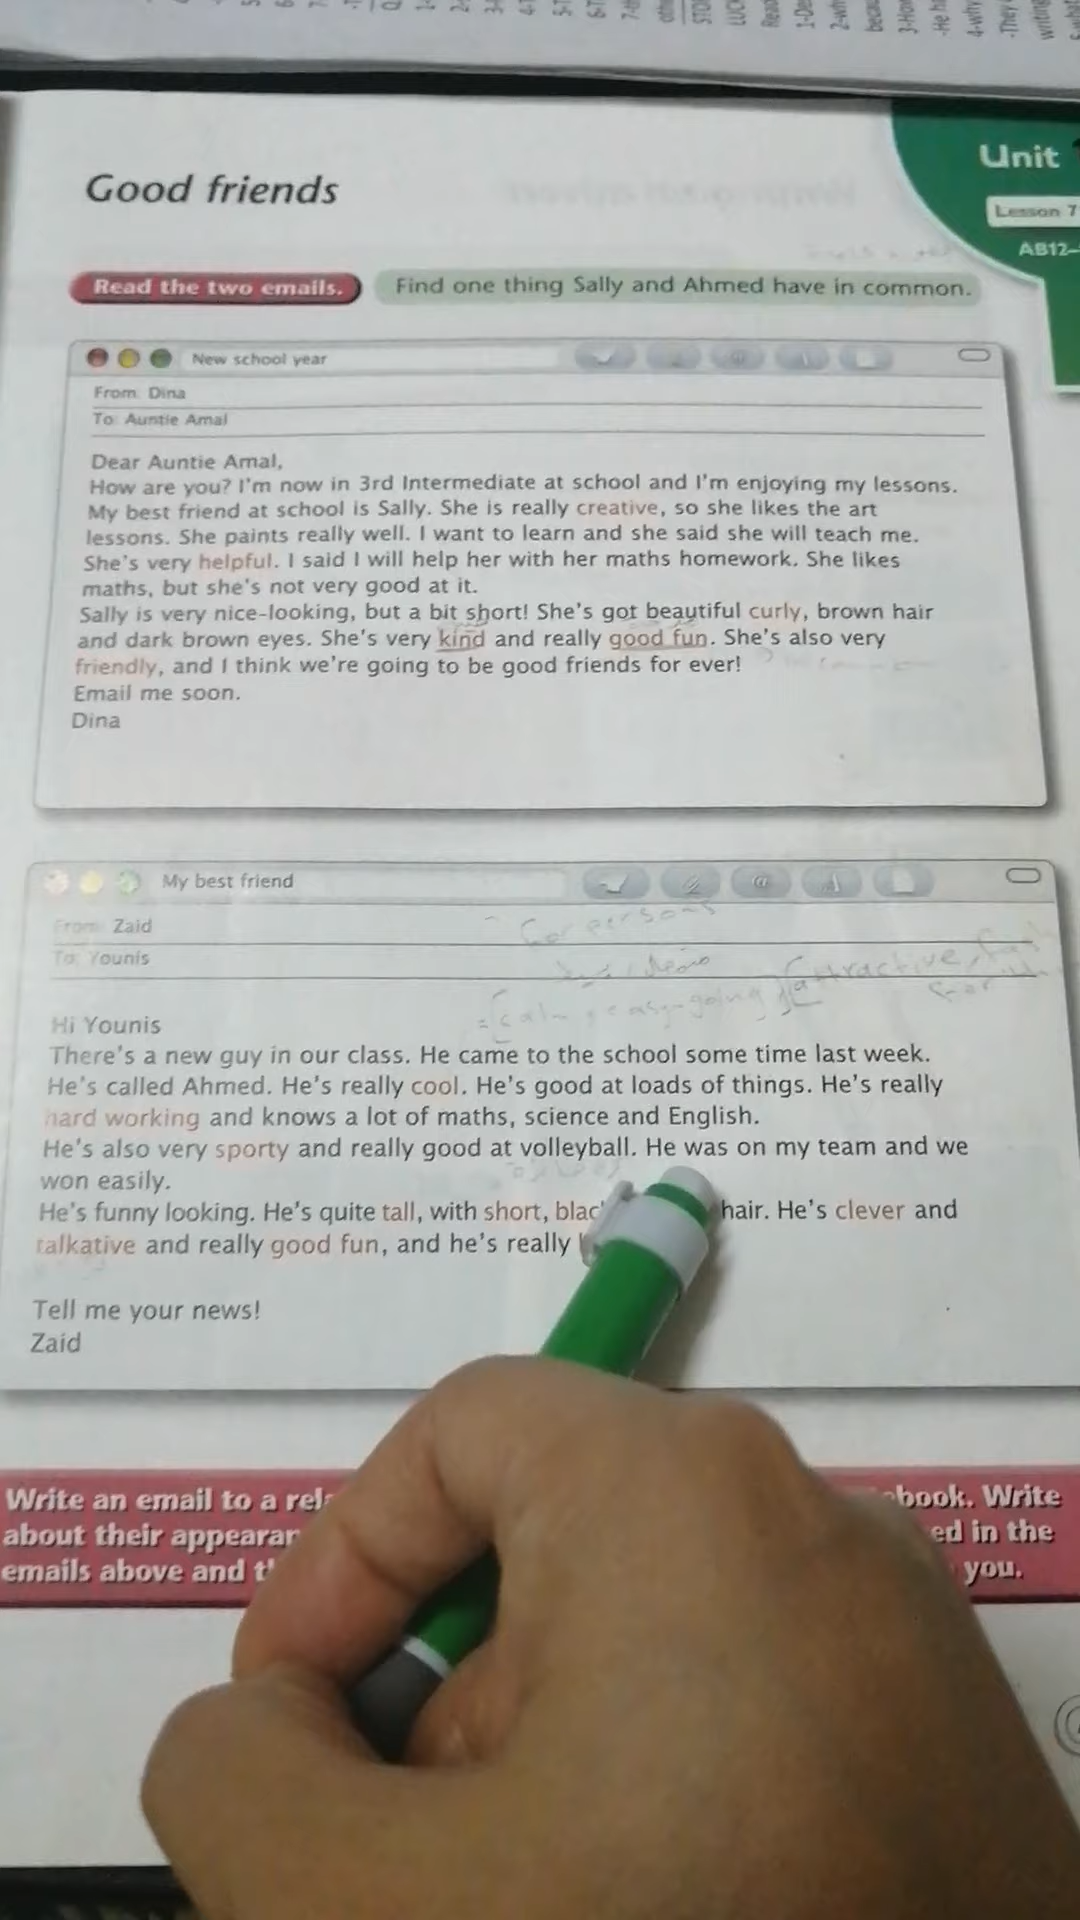 Unit
Good friends
Lesson 7
AB12-
Read the two emails. Find one thing Sally and Ahmed have in common.
New school year
From: Dina
To: Auntie Amal
Dear Auntie Amal,
How are you? I'm now in 3rd Intermediate at school and I'm enjoying my lessons.
My best friend at school is Sally. She is really creative, so she likes the art
lessons. She paints really well. I want to learn and she said she will teach me.
She's very helpful. I said I will help her with her maths homework. She likes
maths, but she's not very good at it.
Sally is very nice-looking, but a bit short! She's got beautiful curly, brown hair
and dark brown eyes. She's very kind and really good fun. She's also very
friendly, and I think we're going to be good friends for ever!
Email me soon.
Dina
My best friend
From: Zaid
for persons
To: Younis
attractive
= calm, easy-going
Hi Younis
There's a new guy in our class. He came to the school some time last week.
He's called Ahmed. He's really cool. He's good at loads of things. He's really
hard working and knows a lot of maths, science and English.
He's also very sporty and really good at volleyball. He was on my team and we
won easily.
He's funny looking. He's quite tall, with short, blac hair. He's clever and
talkative and really good fun, and he's really
Tell me your news!
Zaid
Write an email to a rel book. Write
about their appearan ed in the
emails above and t you.